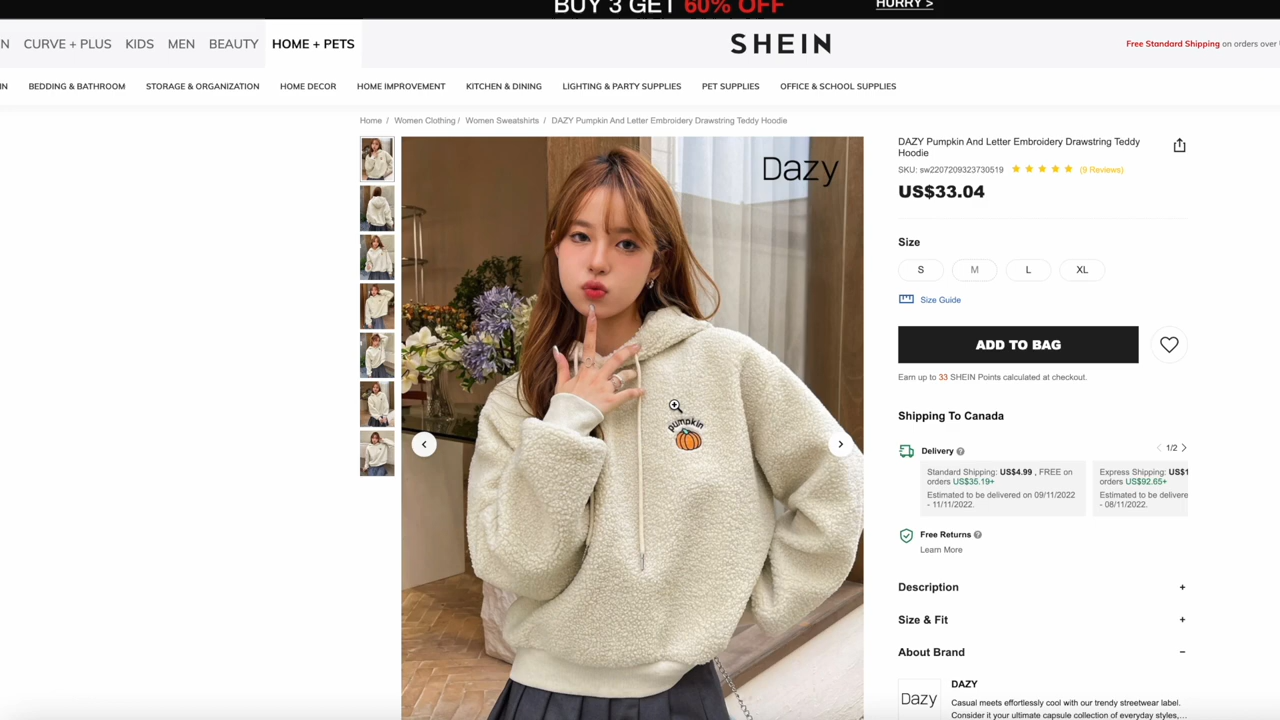 BUY 3 GET 60% OFF
HURRY >
N CURVE + PLUS KIDS MEN BEAUTY HOME + PETS
SHEIN
Free Standard Shipping on orders over
IN BEDDING & BATHROOM STORAGE & ORGANIZATION HOME DECOR HOME IMPROVEMENT KITCHEN & DINING LIGHTING & PARTY SUPPLIES PET SUPPLIES OFFICE & SCHOOL SUPPLIES
Home / Women Clothing / Women Sweatshirts / DAZY Pumpkin And Letter Embroidery Drawstring Teddy Hoodie
Dazy
pumpkin
DAZY Pumpkin And Letter Embroidery Drawstring Teddy
Hoodie
SKU: sw2207209323730519 (9 Reviews)
US$33.04
Size
S M L XL
Size Guide
ADD TO BAG
Earn up to 33 SHEIN Points calculated at checkout.
Shipping To Canada
Delivery ? < 1/2 >
Standard Shipping: US$4.99 , FREE on
orders US$35.19+
Estimated to be delivered on 09/11/2022
- 11/11/2022.
Express Shipping: US$1
orders US$92.65+
Estimated to be delivere
- 08/11/2022.
Free Returns ?
Learn More
Description +
Size & Fit +
About Brand −
Dazy
DAZY
Casual meets effortlessly cool with our trendy streetwear label.
Consider it your ultimate capsule collection of everyday styles,...